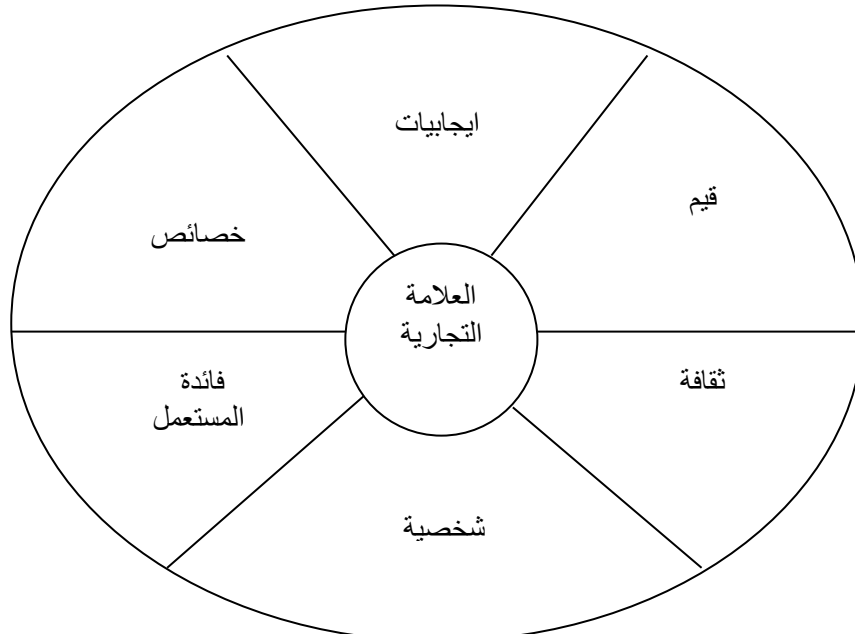 ايجابيات
قيم
خصائص
العلامة
التجارية
ثقافة
فائدة
المستعمل
شخصية